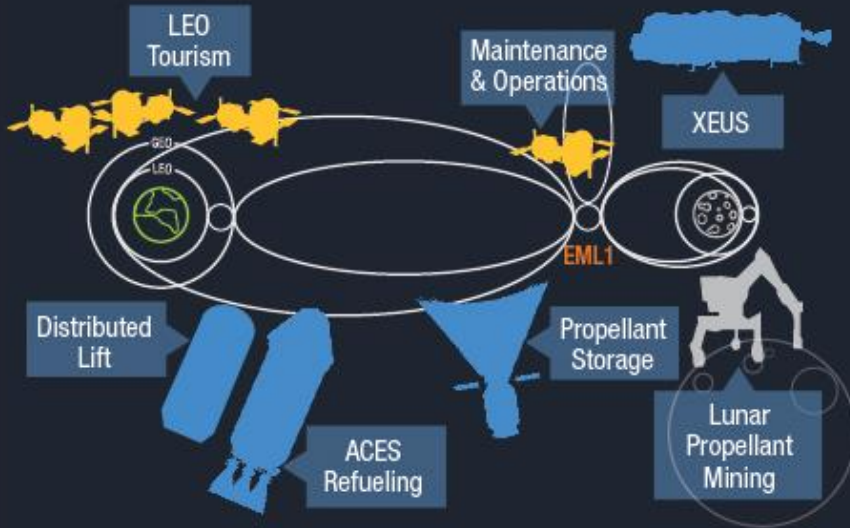 LEO
Tourism
Maintenance
& Operations
XEUS
GEO
LEO
EML1
Distributed
Lift
Propellant
Storage
ACES
Refueling
Lunar
Propellant
Mining